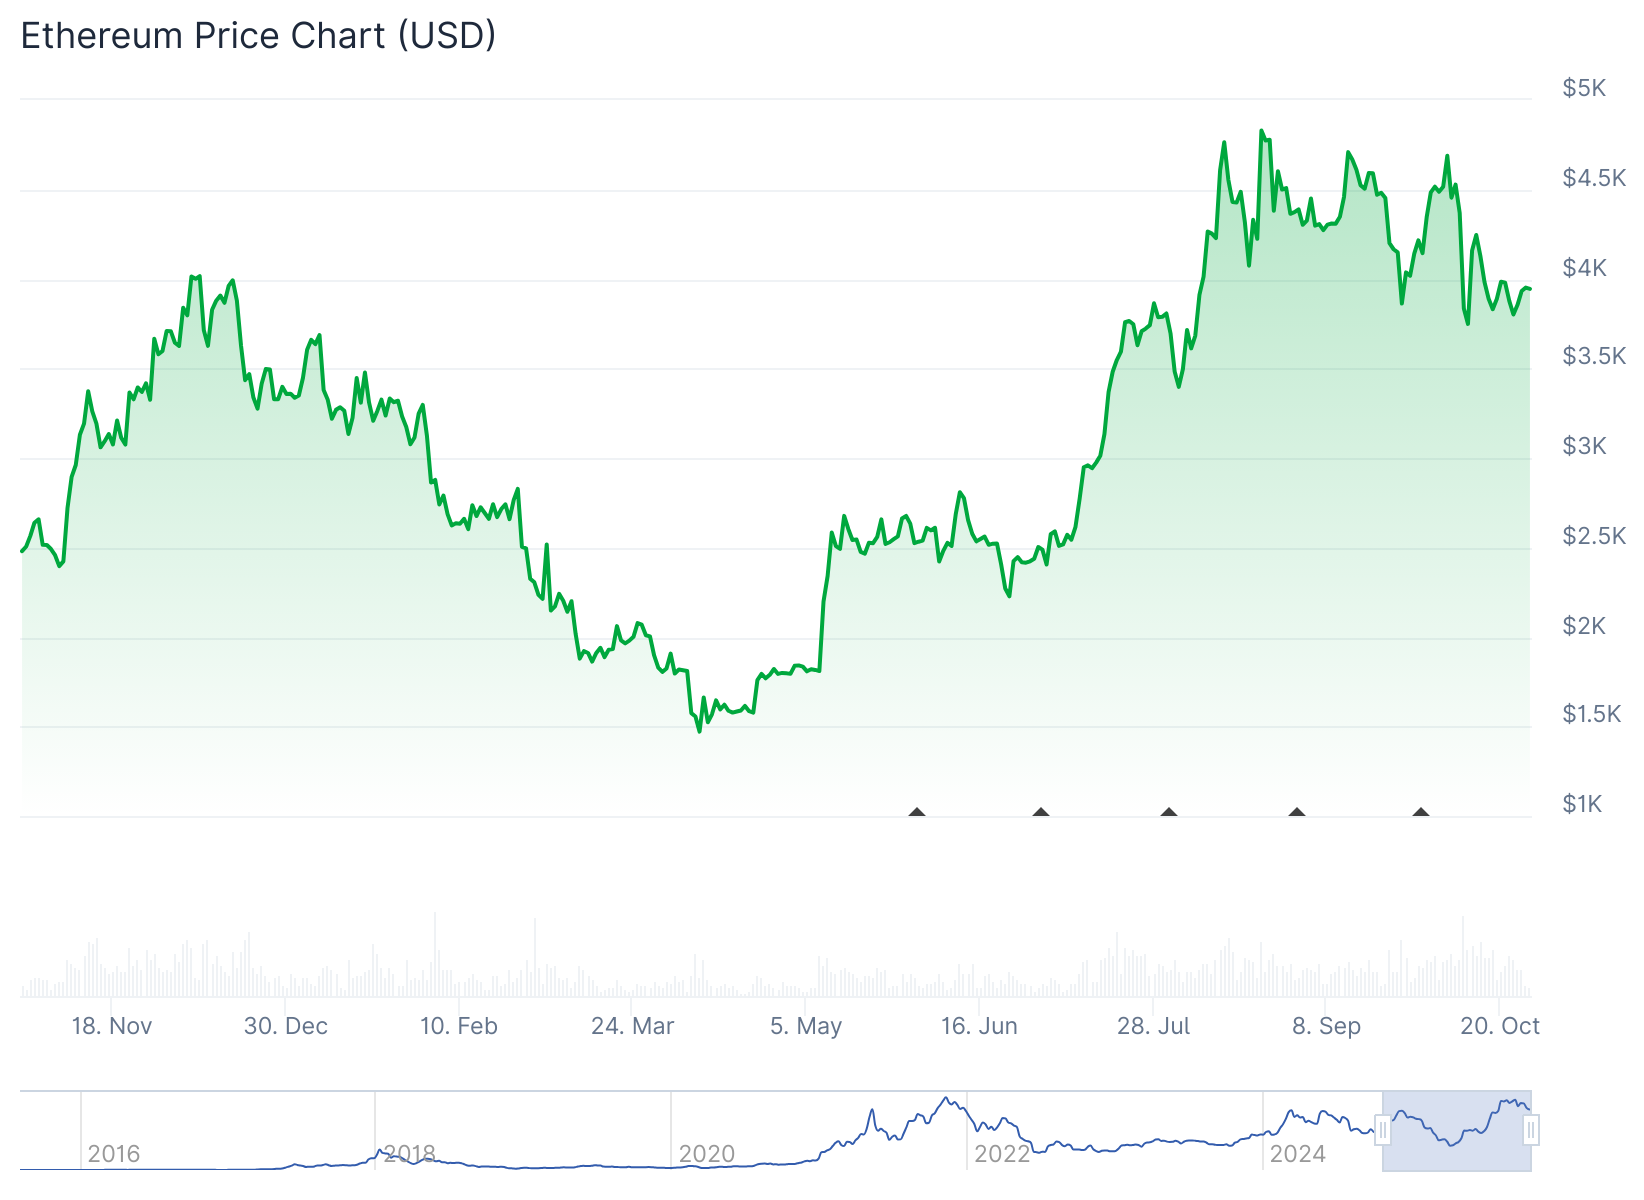 Ethereum Price Chart (USD)
$5K
$4.5K
$4K
$3.5K
$3K
$2.5K
$2K
$1.5K
$1K
18. Nov
30. Dec
10. Feb
24. Mar
5. May
16. Jun
28. Jul
8. Sep
20. Oct
2016
2018
2020
2022
2024